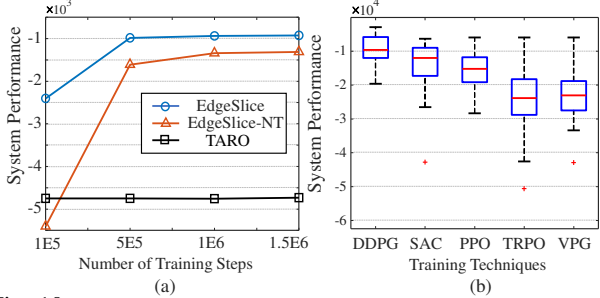 ×10³
-1
-2
-3
-4
-5
System Performance
EdgeSlice
EdgeSlice-NT
TARO
1E5 5E5 1E6 1.5E6
Number of Training Steps
(a)
×10⁴
-1
-2
-3
-4
-5
-6
System Performance
DDPG SAC PPO TRPO VPG
Training Techniques
(b)